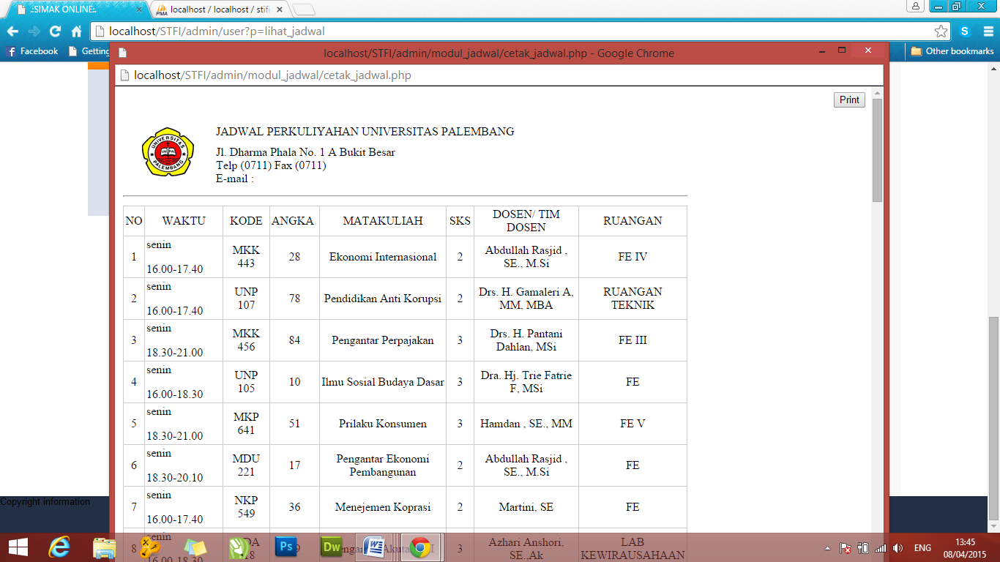 .:SIMAK ONLINE:.
localhost / localhost / stifi
localhost/STFI/admin/user?p=lihat_jadwal
Facebook
Getting
Other bookmarks
localhost/STFI/admin/modul_jadwal/cetak_jadwal.php - Google Chrome
localhost/STFI/admin/modul_jadwal/cetak_jadwal.php
Print
UNIVERSITAS
PALEMBANG
JADWAL PERKULIYAHAN UNIVERSITAS PALEMBANG
Jl. Dharma Phala No. 1 A Bukit Besar
Telp (0711) Fax (0711)
E-mail :
NO WAKTU KODE ANGKA MATAKULIAH SKS DOSEN/ TIM DOSEN RUANGAN
1 senin 16.00-17.40 MKK 443 28 Ekonomi Internasional 2 Abdullah Rasjid , SE., M.Si FE IV
2 senin 16.00-17.40 UNP 107 78 Pendidikan Anti Korupsi 2 Drs. H. Gamaleri A, MM, MBA RUANGAN TEKNIK
3 senin 18.30-21.00 MKK 456 84 Pengantar Perpajakan 3 Drs. H. Pantani Dahlan, MSi FE III
4 senin 16.00-18.30 UNP 105 10 Ilmu Sosial Budaya Dasar 3 Dra. Hj. Trie Fatrie F, MSi FE
5 senin 18.30-21.00 MKP 641 51 Prilaku Konsumen 3 Hamdan , SE., MM FE V
6 senin 18.30-20.10 MDU 221 17 Pengantar Ekonomi Pembangunan 2 Abdullah Rasjid , SE., M.Si FE
7 senin 16.00-17.40 NKP 549 36 Menejemen Koprasi 2 Martini, SE FE
8 senin 16.00-18.30 3 Azhari Anshori, SE.,Ak LAB KEWIRAUSAHAAN
Copyright information
ENG
13:45
08/04/2015